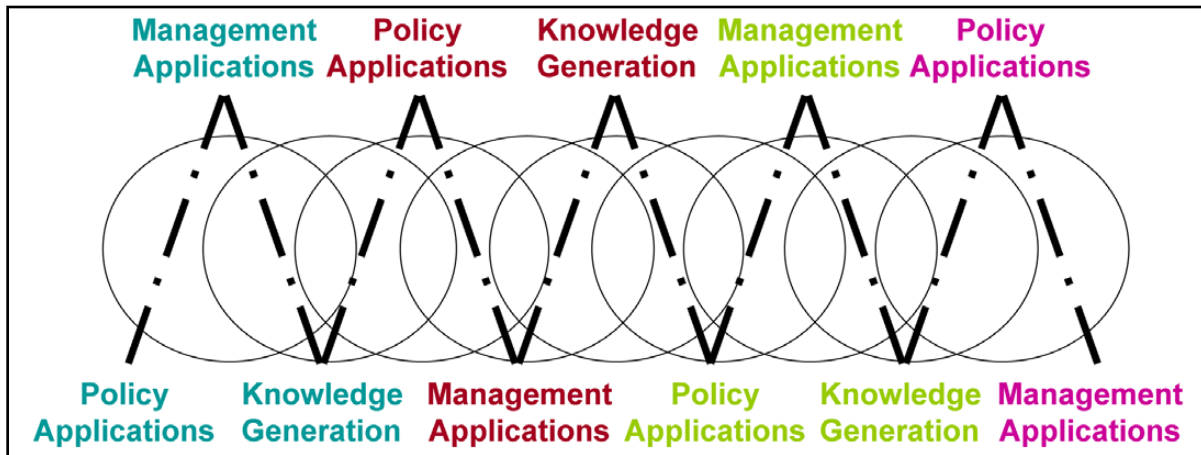 Management Policy Knowledge Management Policy
Applications Applications Generation Applications Applications
Policy Knowledge Management Policy Knowledge Management
Applications Generation Applications Applications Generation Applications